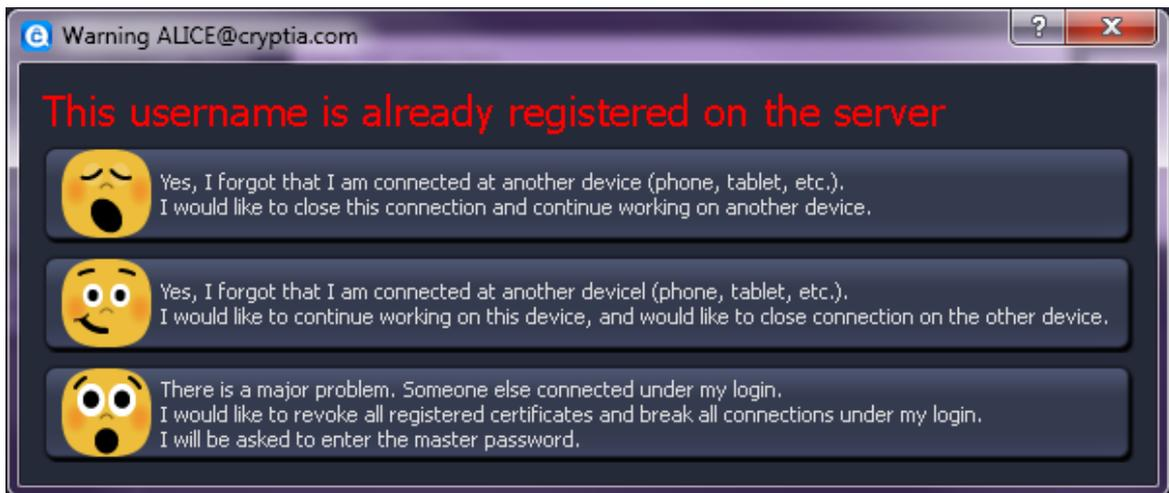 Warning ALICE@cryptia.com
This username is already registered on the server
Yes, I forgot that I am connected at another device (phone, tablet, etc.).
I would like to close this connection and continue working on another device.
Yes, I forgot that I am connected at another devicel (phone, tablet, etc.).
I would like to continue working on this device, and would like to close connection on the other device.
There is a major problem. Someone else connected under my login.
I would like to revoke all registered certificates and break all connections under my login.
I will be asked to enter the master password.